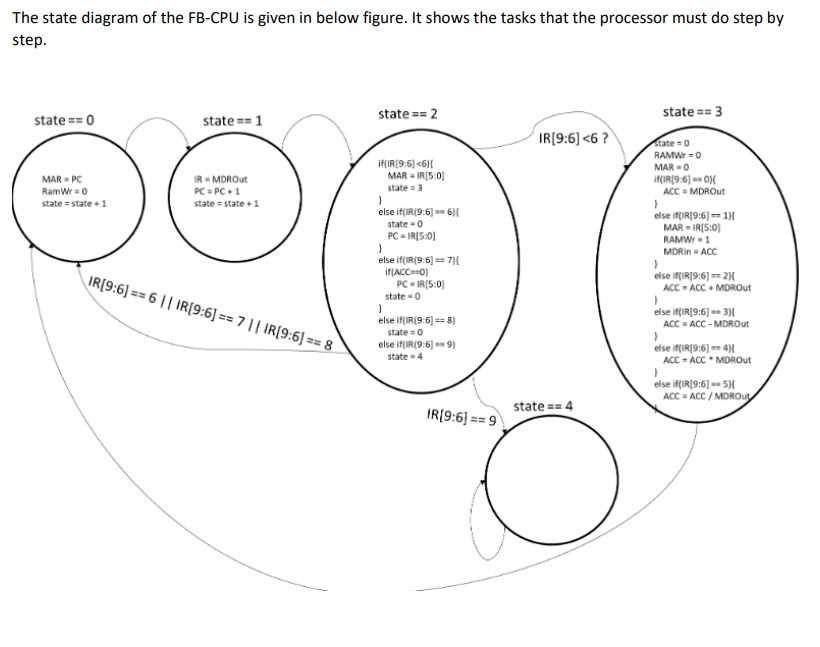 The state diagram of the FB-CPU is given in below figure. It shows the tasks that the processor must do step by
step.
state == 0
MAR = PC
RamWr = 0
state = state + 1
state == 1
IR = MDROut
PC = PC + 1
state = state + 1
state == 2
if(IR[9:6] <6){
MAR = IR[5:0]
state = 3
}
else if(IR[9:6] == 6){
state = 0
PC = IR[5:0]
}
else if(IR[9:6] == 7){
if(ACC==0)
PC = IR[5:0]
state = 0
}
else if(IR[9:6] == 8)
state = 0
else if(IR[9:6] == 9)
state = 4
IR[9:6] <6 ?
state == 3
state = 0
RAMWr = 0
MAR = 0
if(IR[9:6] == 0){
ACC = MDROut
}
else if(IR[9:6] == 1){
MAR = IR[5:0]
RAMWr = 1
MDRin = ACC
}
else if(IR[9:6] == 2){
ACC = ACC + MDROut
}
else if(IR[9:6] == 3){
ACC = ACC - MDROut
}
else if(IR[9:6] == 4){
ACC = ACC * MDROut
}
else if(IR[9:6] == 5){
ACC = ACC / MDROut
}
IR[9:6] == 6 || IR[9:6] == 7 || IR[9:6] == 8
IR[9:6] == 9
state == 4